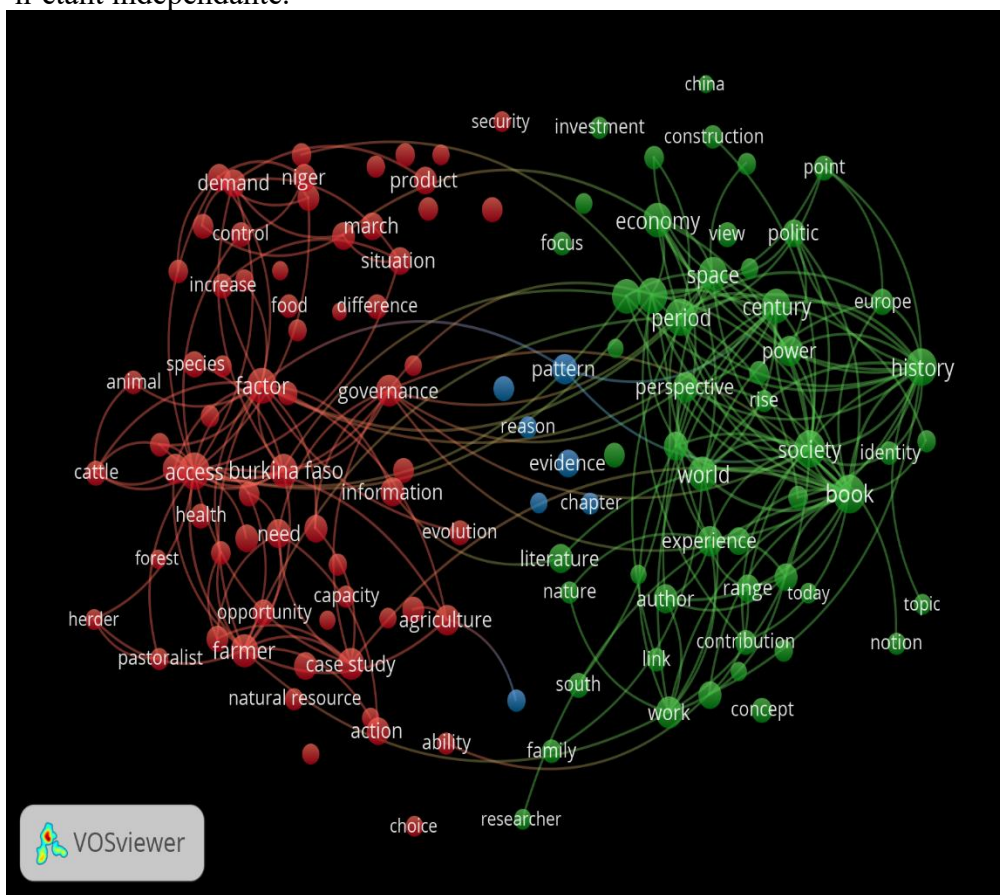 n'étant indépendante.
china
security
investment
construction
demand
niger
product
point
march
economy
control
focus
view
politic
situation
space
increase
food
difference
period
century
europe
species
pattern
power
history
animal
factor
governance
perspective
rise
reason
cattle
access
burkina faso
evidence
society
identity
information
world
book
health
chapter
need
evolution
experience
forest
literature
capacity
nature
author
range
today
topic
herder
opportunity
agriculture
contribution
notion
pastoralist
farmer
case study
link
natural resource
south
work
concept
action
ability
family
choice
researcher
VOSviewer